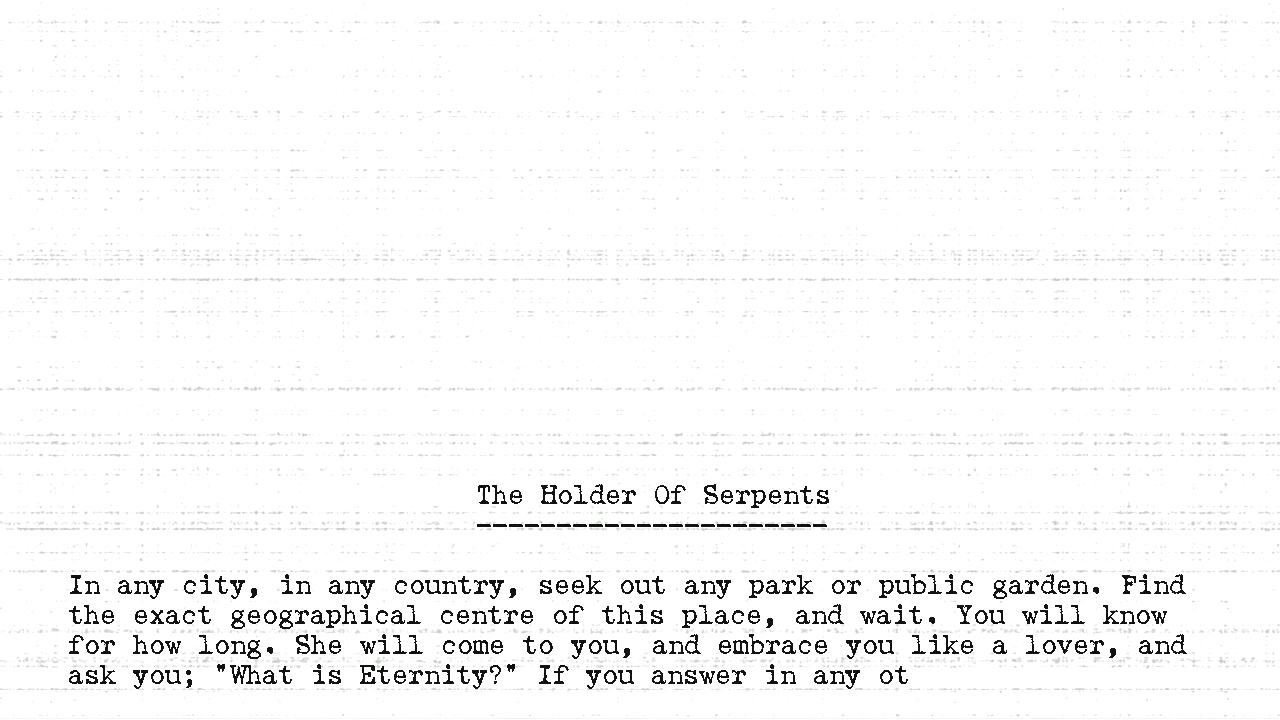 The Holder Of Serpents
In any city, in any country, seek out any park or public garden. Find
the exact geographical centre of this place, and wait. You will know
for how long. She will come to you, and embrace you like a lover, and
ask you; "What is Eternity?" If you answer in any ot